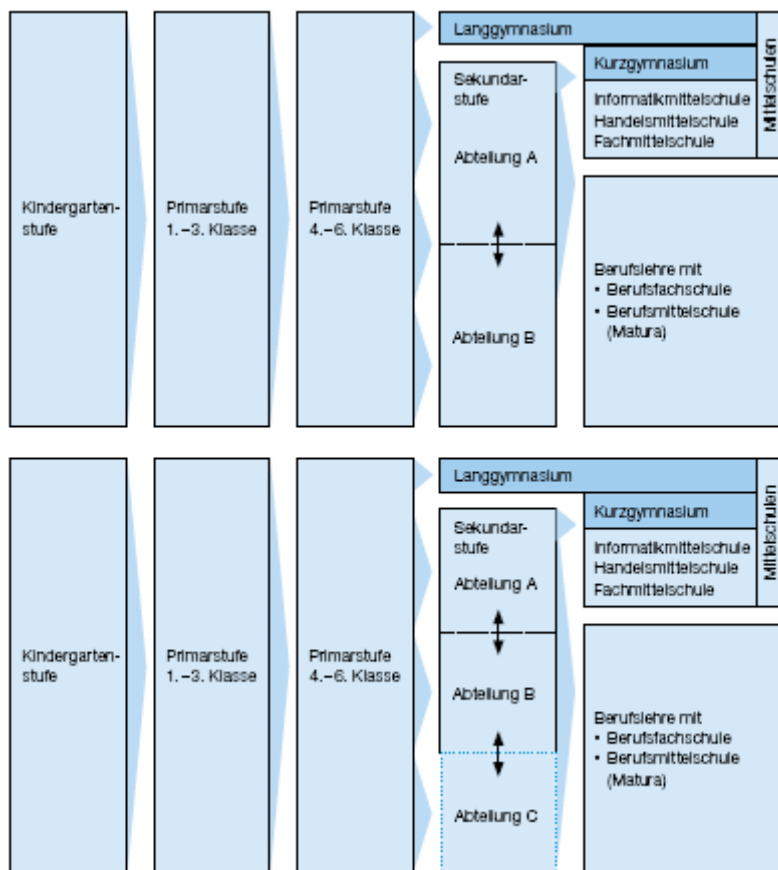 Langgymnasium
Kurzgymnasium
Mittelschulen
Sekundar-
stufe
Informatikmittelschule
Handelsmittelschule
Fachmittelschule
Abteilung A
Kindergarten-
stufe
Primarstufe
1.–3. Klasse
Primarstufe
4.–6. Klasse
Berufslehre mit
• Berufsfachschule
• Berufsmittelschule
(Matura)
Abteilung B
Langgymnasium
Kurzgymnasium
Mittelschulen
Sekundar-
stufe
Informatikmittelschule
Handelsmittelschule
Fachmittelschule
Abteilung A
Kindergarten-
stufe
Primarstufe
1.–3. Klasse
Primarstufe
4.–6. Klasse
Abteilung B
Berufslehre mit
• Berufsfachschule
• Berufsmittelschule
(Matura)
Abteilung C